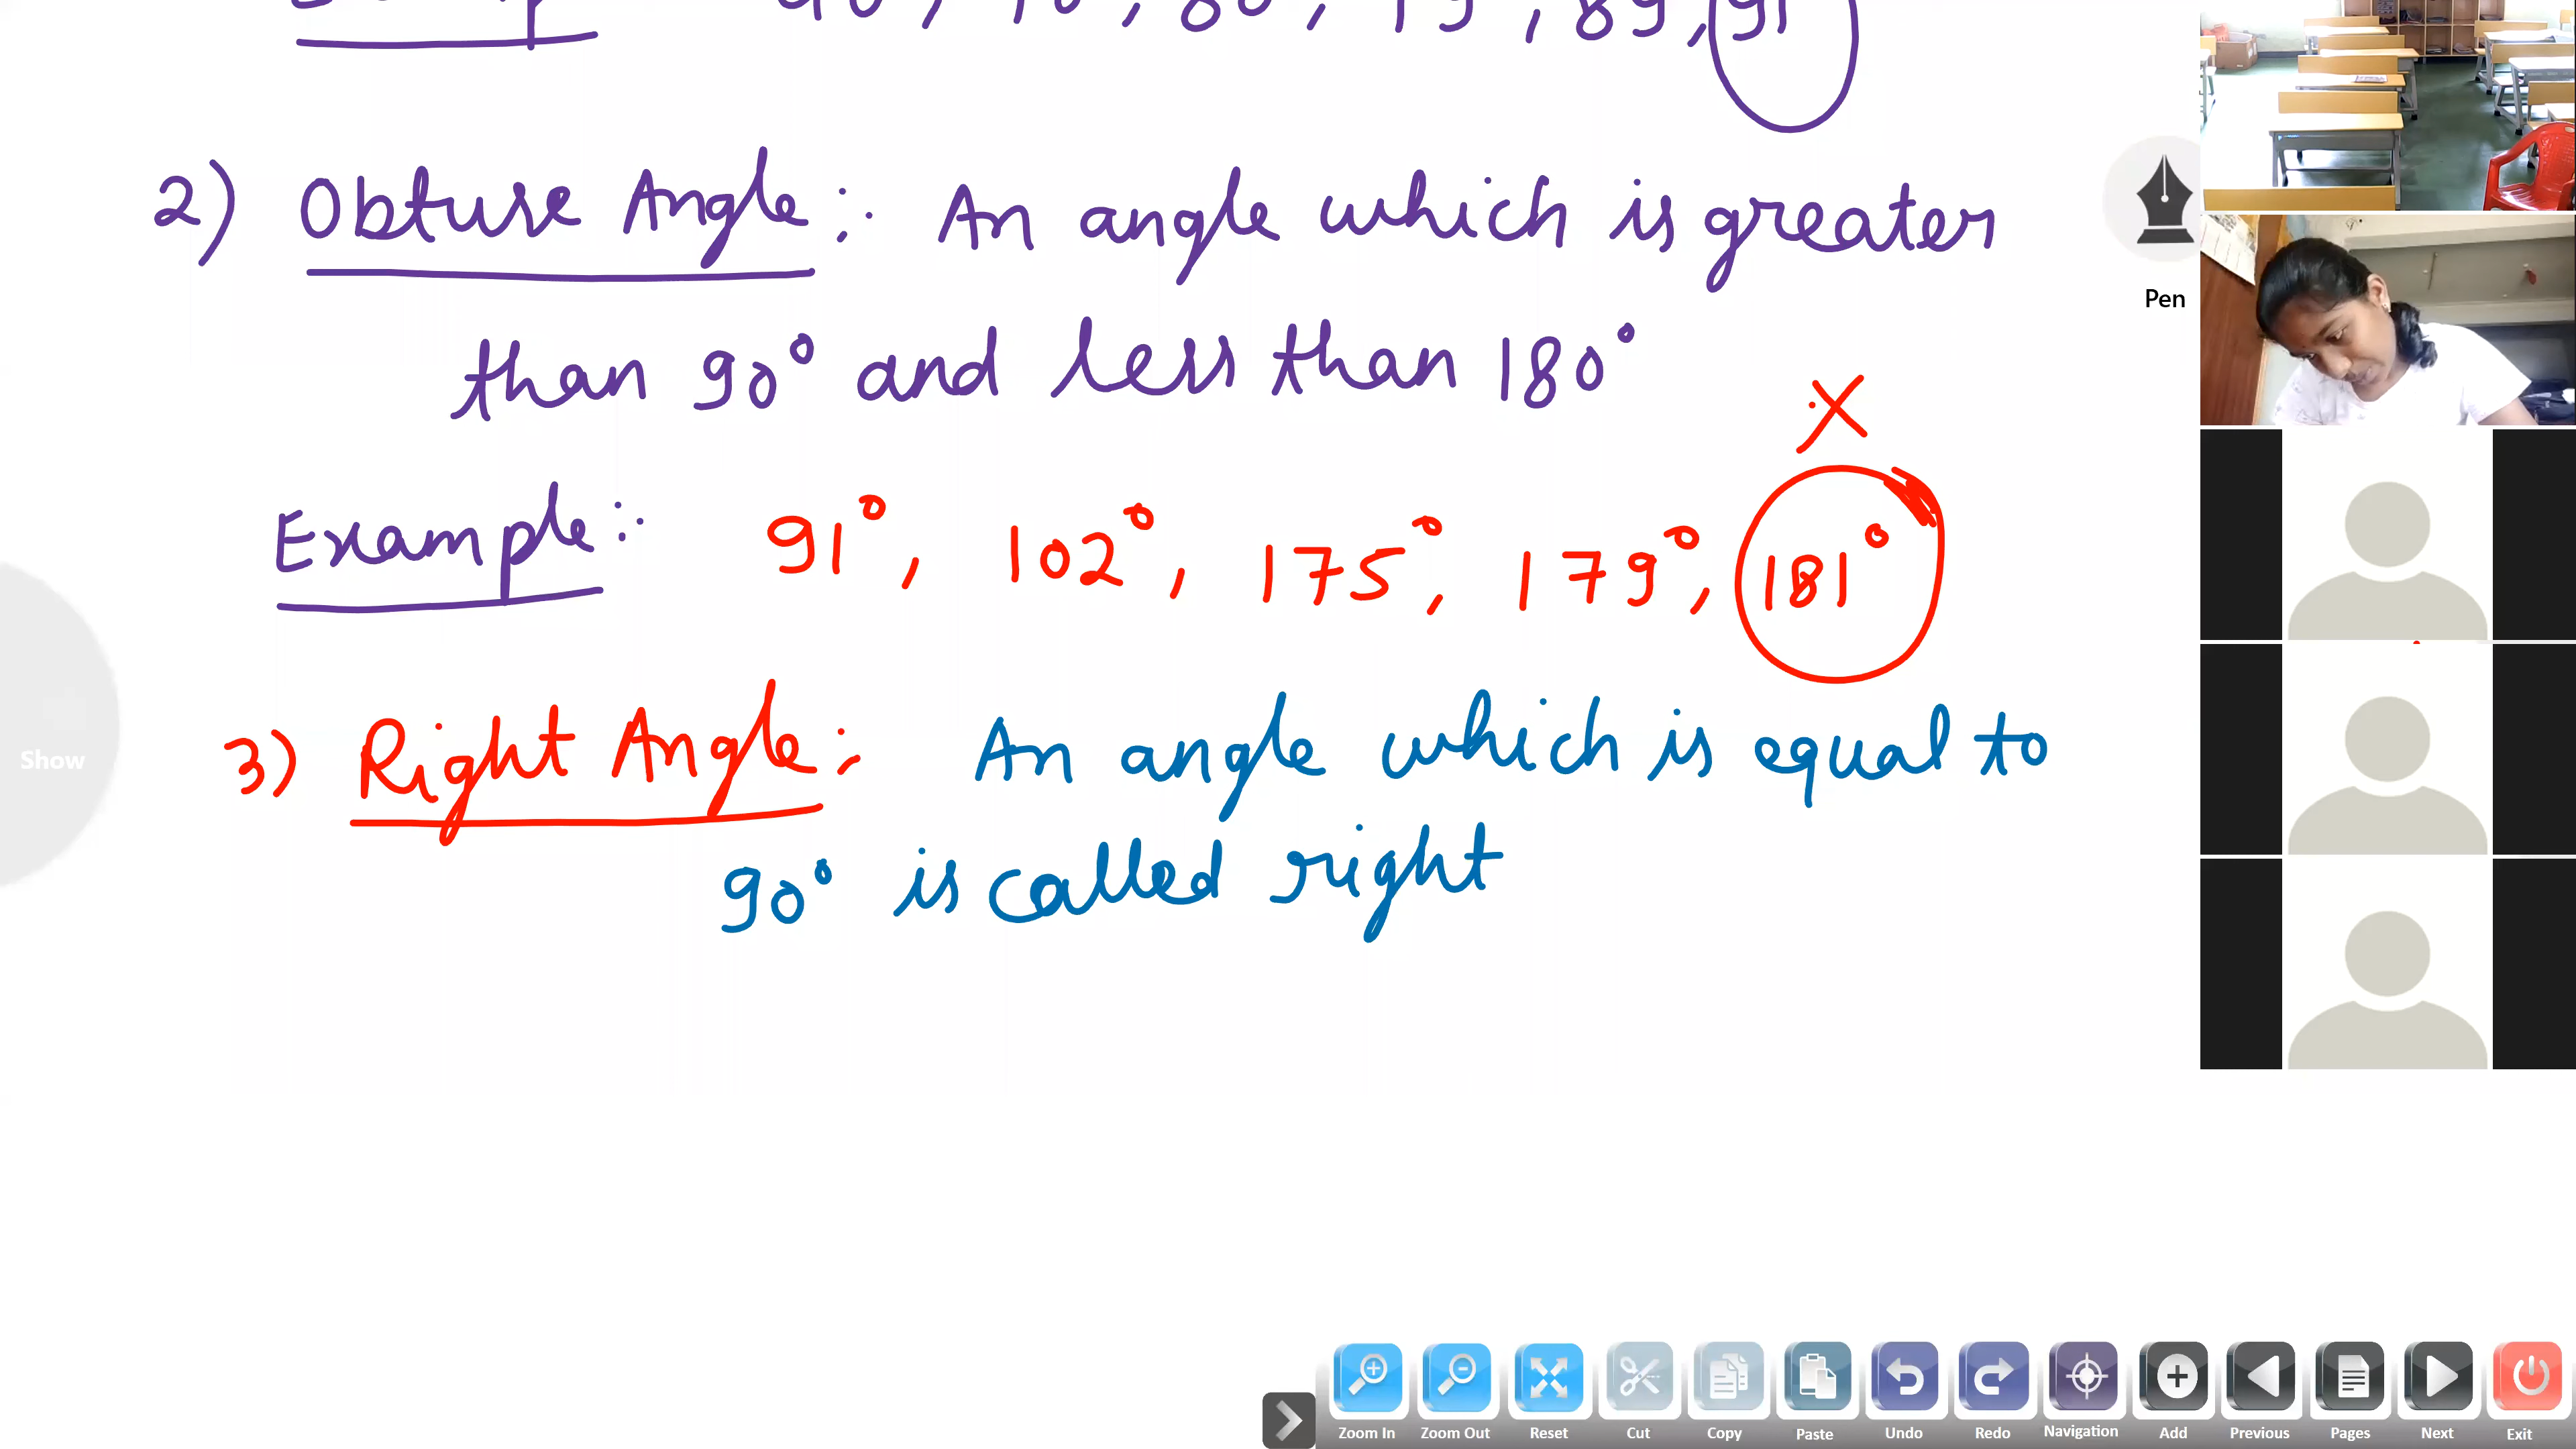 2) Obtuse Angle :- An angle which is greater
than 90° and less than 180°
X
Example :- 91°, 102°, 175°, 179°, 181°
3) Right Angle :- An angle which is equal to
90° is called right
Pen
Show
Zoom In Zoom Out Reset Cut Copy Paste Undo Redo Navigation Add Previous Pages Next Exit